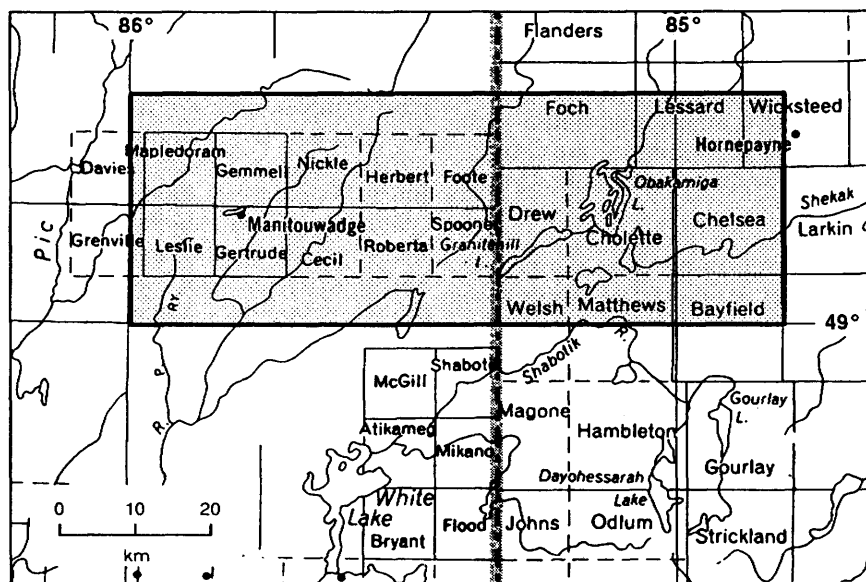 86°
85°
Flanders
Foch
Lessard
Wicksteed
Hornepayne
Davies
Mapledoram
Gemmel
Nickle
Herbert
Foote
Obakamiga
L.
Shekak
Pic
Grenville
Leslie
Manitouwadge
Gertrude
Cecil
Roberta
Spooner
Granitehill
L.
Drew
Cholette
Chelsea
Larkin
Welsh
Matthews
Bayfield
49°
RY
P.
R.
Shabotik
R.
McGill
Shabotik
Atikameg
Mikano
Magone
Hambleton
Gourlay
L.
Gourlay
Dayohessarah
Lake
White
Lake
Bryant
Flood
Johns
Odlum
Strickland
0 10 20
km